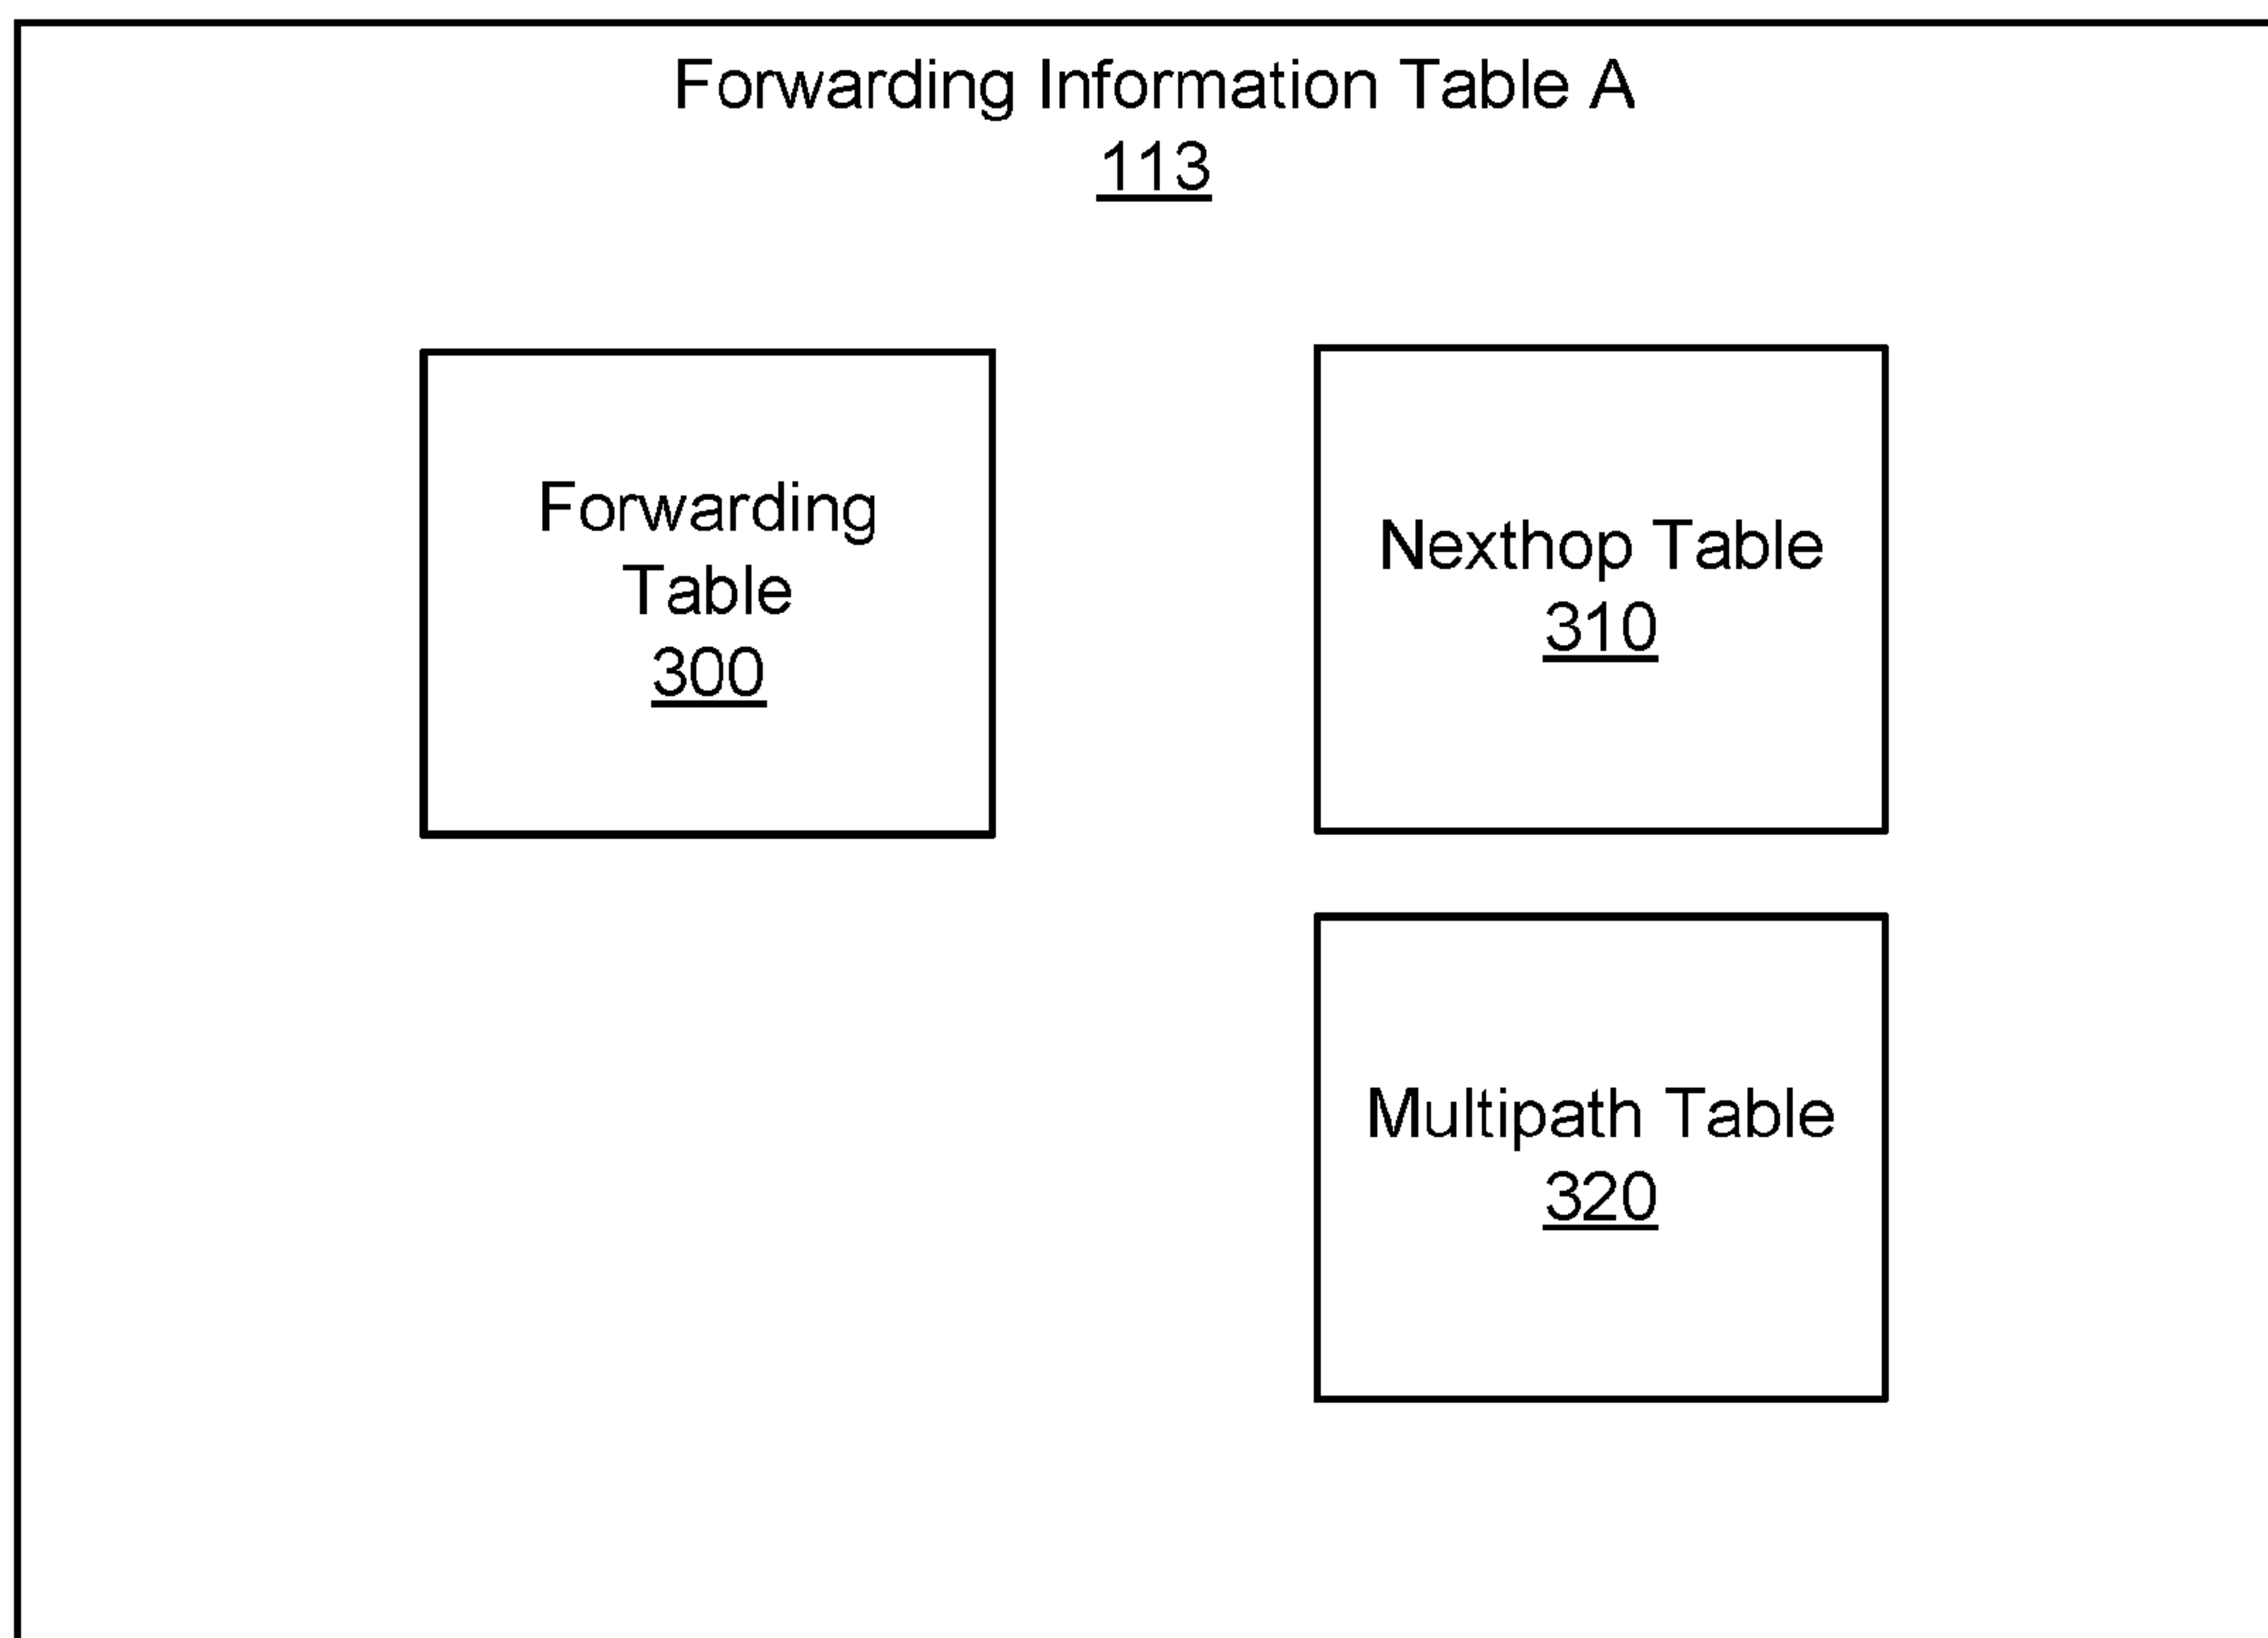 Forwarding Information Table A
113
Forwarding
Table
300
Nexthop Table
310
Multipath Table
320